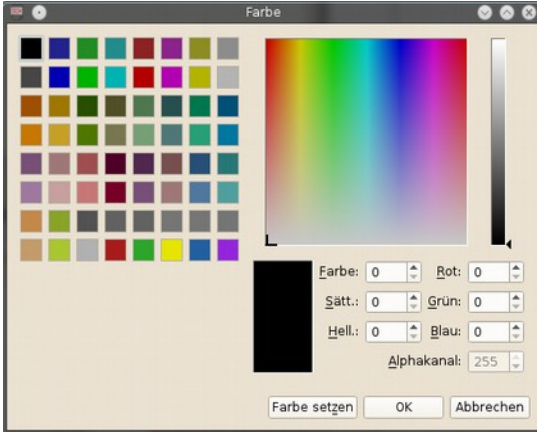 Farbe
Farbe: 0 Rot: 0
Sätt.: 0 Grün: 0
Hell.: 0 Blau: 0
Alphakanal: 255
Farbe setzen OK Abbrechen